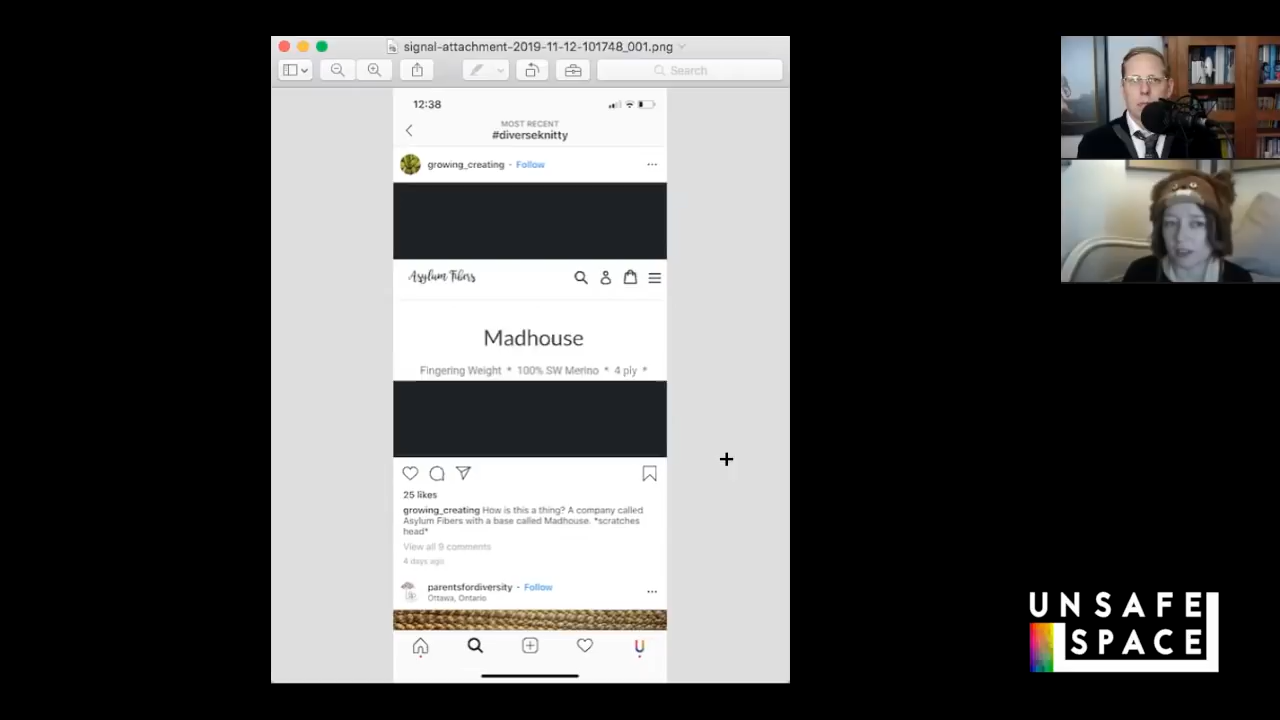 signal-attachment-2019-11-12-101748_001.png
Search
12:38
MOST RECENT
#diverseknitty
growing_creating · Follow
Asylum Fibers
Madhouse
Fingering Weight * 100% SW Merino * 4 ply *
25 likes
growing_creating How is this a thing? A company called
Asylum Fibers with a base called Madhouse. *scratches
head*
View all 9 comments
4 days ago
parentsfordiversity · Follow
Ottawa, Ontario
UNSAFE
SPACE